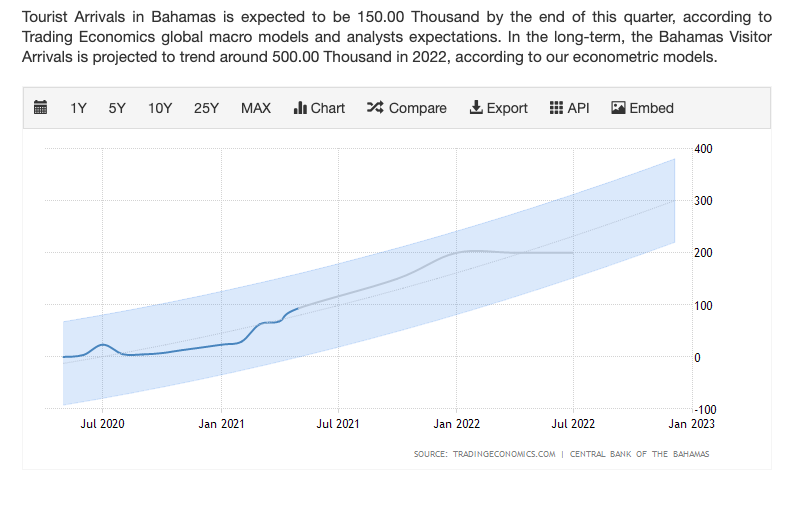 Tourist Arrivals in Bahamas is expected to be 150.00 Thousand by the end of this quarter, according to
Trading Economics global macro models and analysts expectations. In the long-term, the Bahamas Visitor
Arrivals is projected to trend around 500.00 Thousand in 2022, according to our econometric models.
1Y 5Y 10Y 25Y MAX Chart Compare Export API Embed
400
300
200
100
0
-100
Jul 2020 Jan 2021 Jul 2021 Jan 2022 Jul 2022 Jan 2023
SOURCE: TRADINGECONOMICS.COM | CENTRAL BANK OF THE BAHAMAS